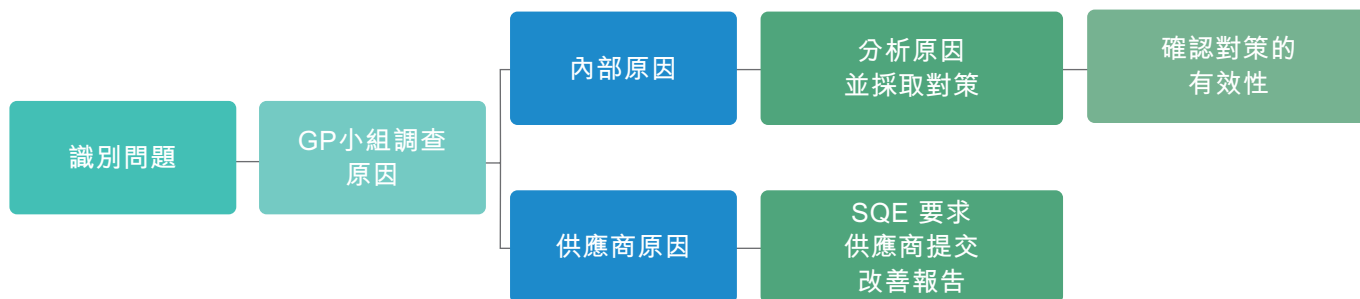 識別問題
GP小組調查
原因
內部原因
分析原因
並採取對策
確認對策的
有效性
供應商原因
SQE 要求
供應商提交
改善報告